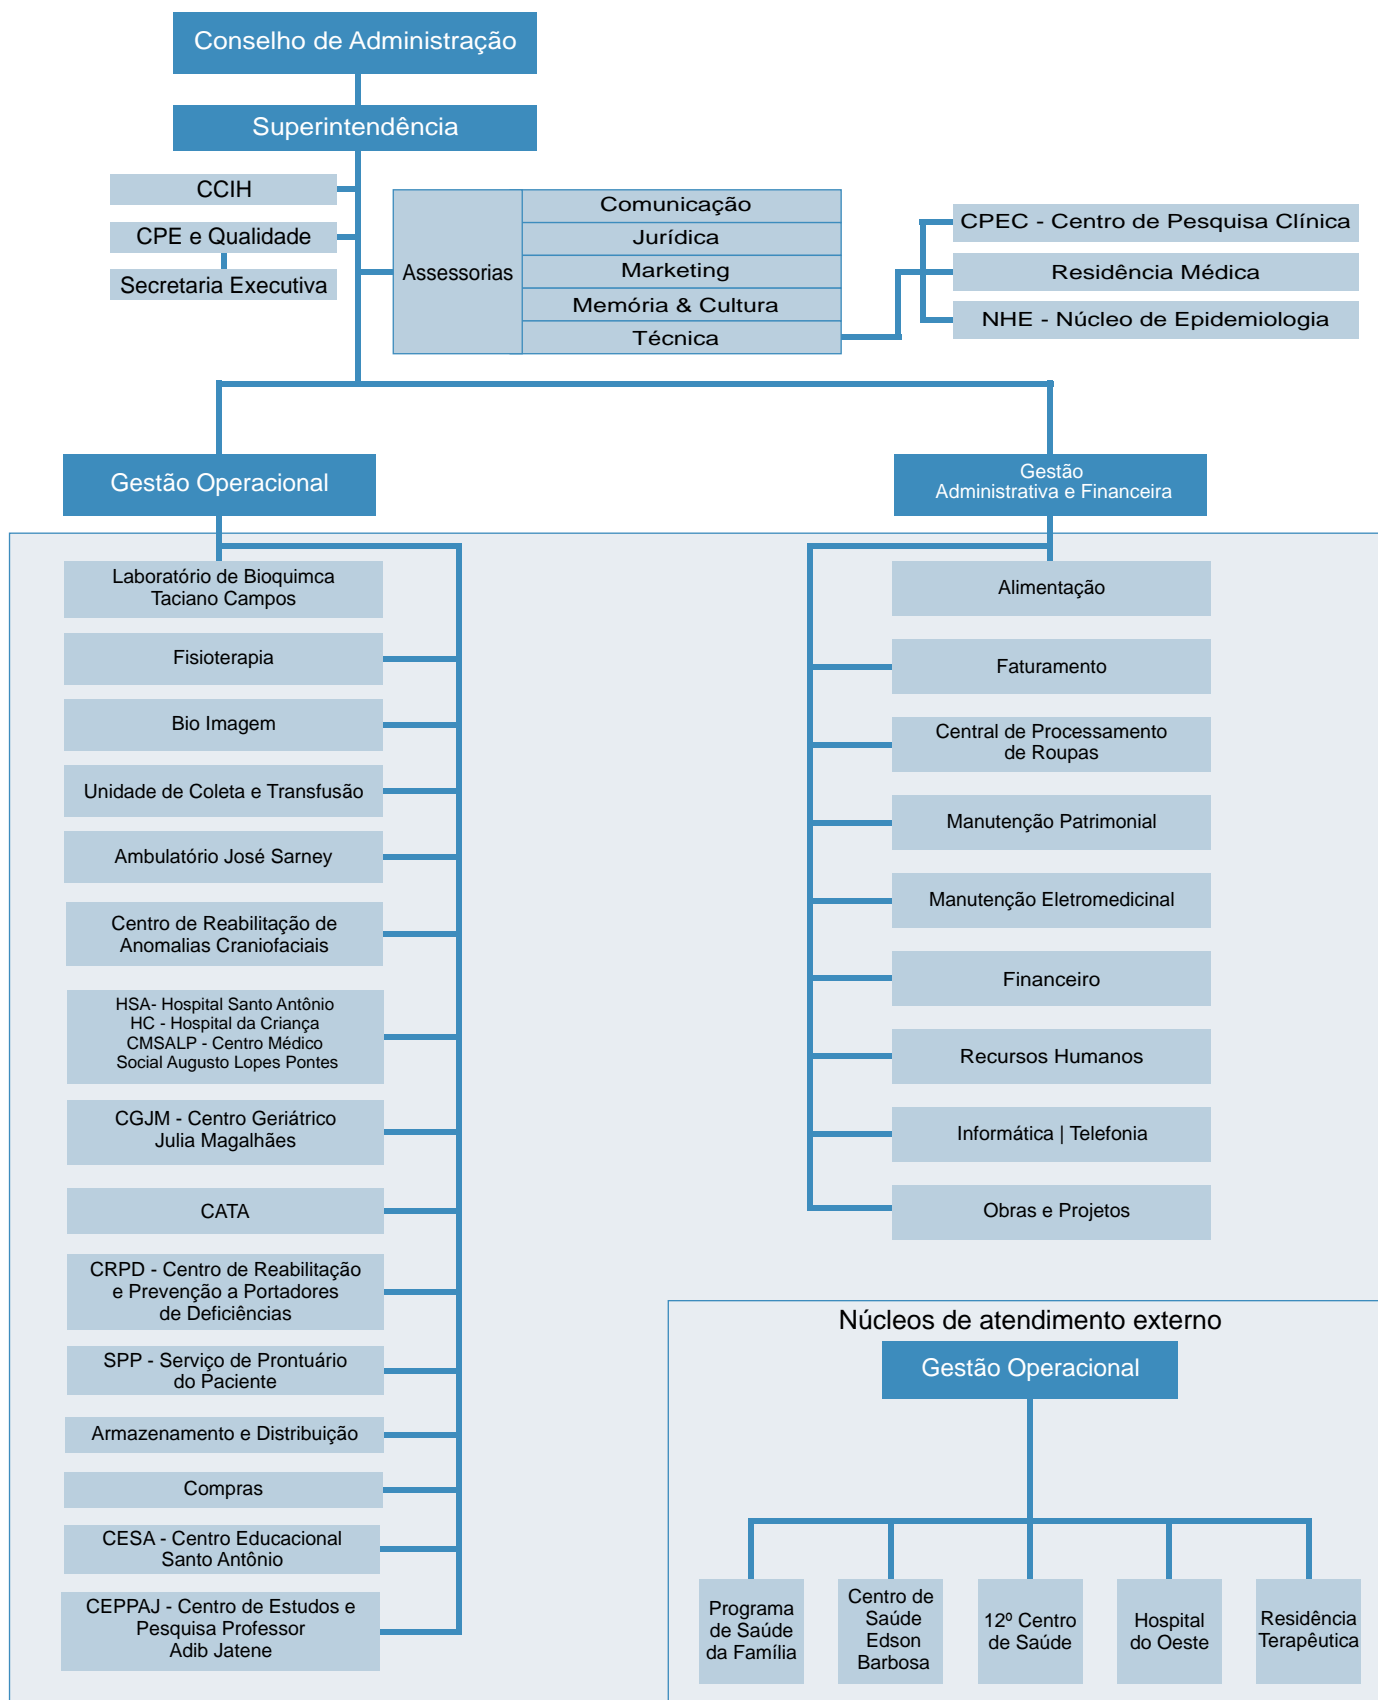 Conselho de Administração
Superintendência
CCIH
CPE e Qualidade
Secretaria Executiva
Assessorias
Comunicação
Jurídica
Marketing
Memória & Cultura
Técnica
CPEC - Centro de Pesquisa Clínica
Residência Médica
NHE - Núcleo de Epidemiologia
Gestão Operacional
Laboratório de Bioquimca
Taciano Campos
Fisioterapia
Bio Imagem
Unidade de Coleta e Transfusão
Ambulatório José Sarney
Centro de Reabilitação de
Anomalias Craniofaciais
HSA- Hospital Santo Antônio
HC - Hospital da Criança
CMSALP - Centro Médico
Social Augusto Lopes Pontes
CGJM - Centro Geriátrico
Julia Magalhães
CATA
CRPD - Centro de Reabilitação
e Prevenção a Portadores
de Deficiências
SPP - Serviço de Prontuário
do Paciente
Armazenamento e Distribuição
Compras
CESA - Centro Educacional
Santo Antônio
CEPPAJ - Centro de Estudos e
Pesquisa Professor
Adib Jatene
Gestão
Administrativa e Financeira
Alimentação
Faturamento
Central de Processamento
de Roupas
Manutenção Patrimonial
Manutenção Eletromedicinal
Financeiro
Recursos Humanos
Informática | Telefonia
Obras e Projetos
Núcleos de atendimento externo
Gestão Operacional
Programa
de Saúde
da Família
Centro de
Saúde
Edson
Barbosa
12º Centro
de Saúde
Hospital
do Oeste
Residência
Terapêutica